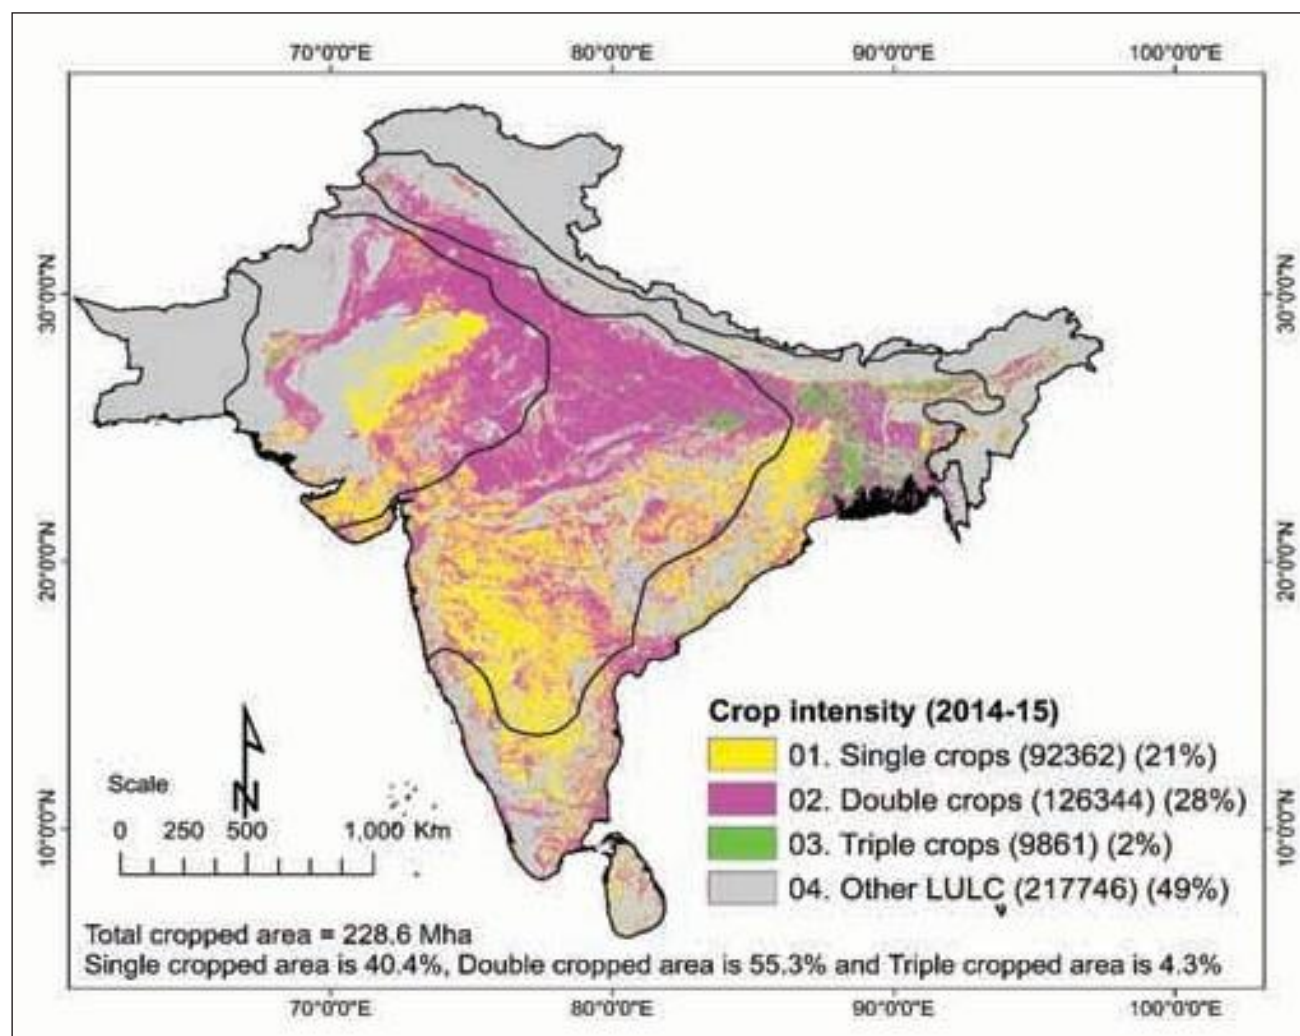 70°0'0"E 80°0'0"E 90°0'0"E 100°0'0"E
30°0'0"N 30°0'0"N
20°0'0"N 20°0'0"N
10°0'0"N 10°0'0"N
Crop intensity (2014-15)
01. Single crops (92362) (21%)
02. Double crops (126344) (28%)
03. Triple crops (9861) (2%)
04. Other LULC (217746) (49%)
N
Scale
0 250 500 1,000 Km
Total cropped area = 228.6 Mha
Single cropped area is 40.4%, Double cropped area is 55.3% and Triple cropped area is 4.3%
70°0'0"E 80°0'0"E 90°0'0"E 100°0'0"E